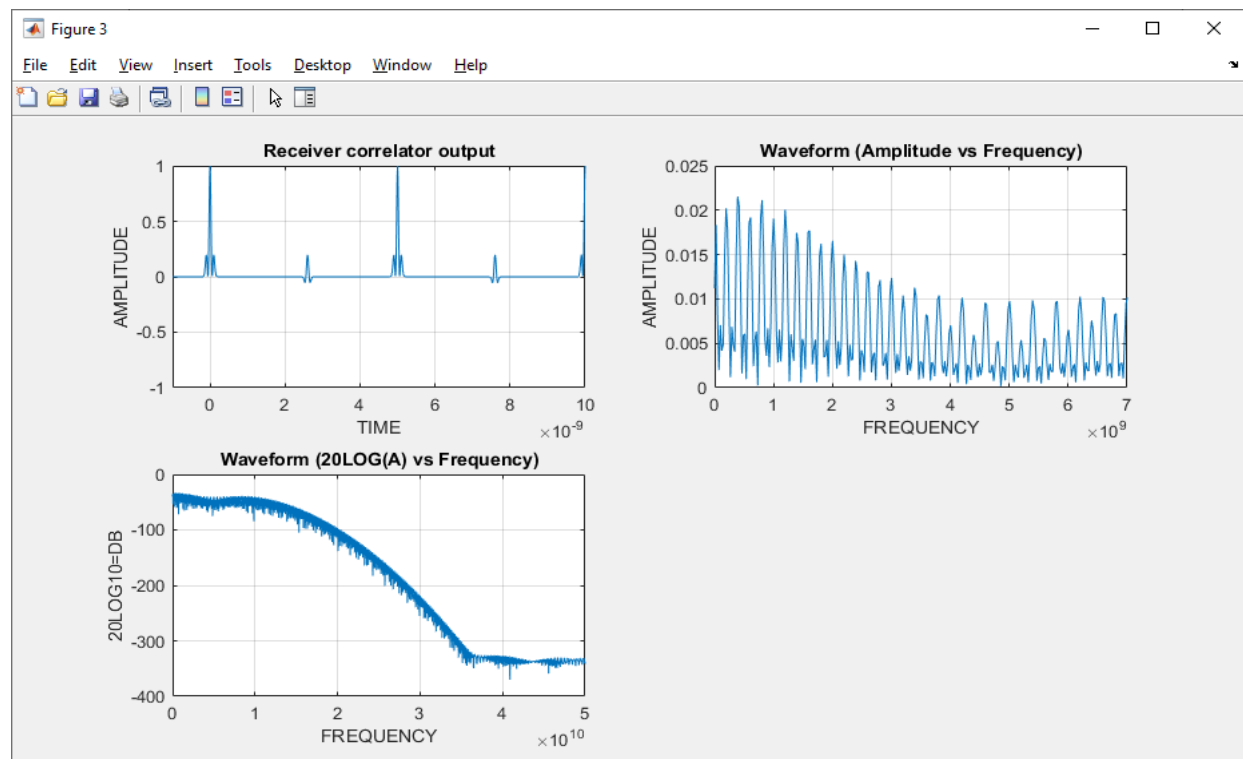 Figure 3
File Edit View Insert Tools Desktop Window Help
Receiver correlator output
1
0.5
0
-0.5
-1
AMPLITUDE
0 2 4 6 8 10
TIME
×10-9
Waveform (Amplitude vs Frequency)
0.025
0.02
0.015
0.01
0.005
0
AMPLITUDE
0 1 2 3 4 5 6 7
FREQUENCY
×109
Waveform (20LOG(A) vs Frequency)
0
-100
-200
-300
-400
20LOG10=DB
0 1 2 3 4 5
FREQUENCY
×1010